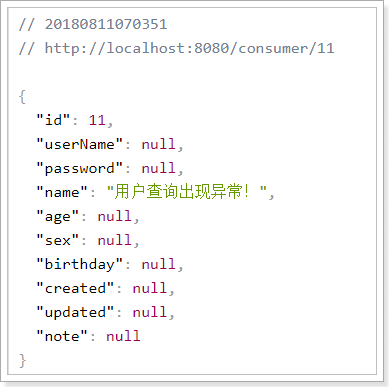 // 20180811070351
// http://localhost:8080/consumer/11
{
"id": 11,
"userName": null,
"password": null,
"name": "用户查询出现异常！",
"age": null,
"sex": null,
"birthday": null,
"created": null,
"updated": null,
"note": null
}